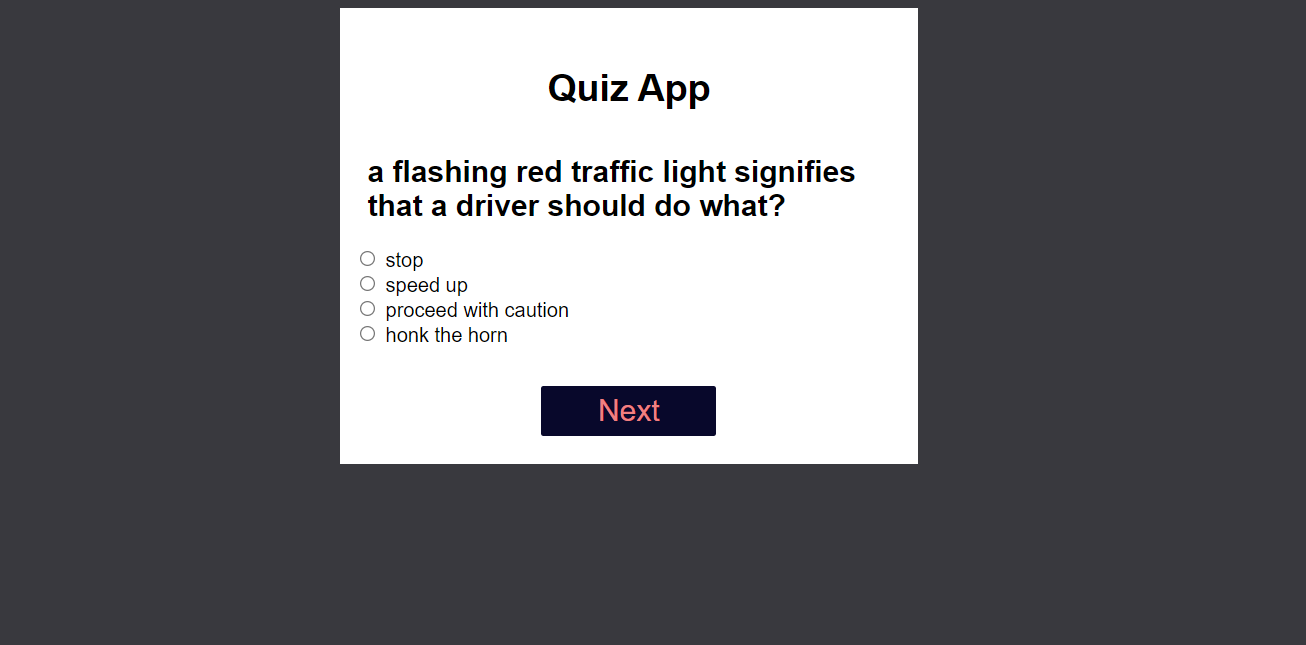 Quiz App
a flashing red traffic light signifies
that a driver should do what?
stop
speed up
proceed with caution
honk the horn
Next